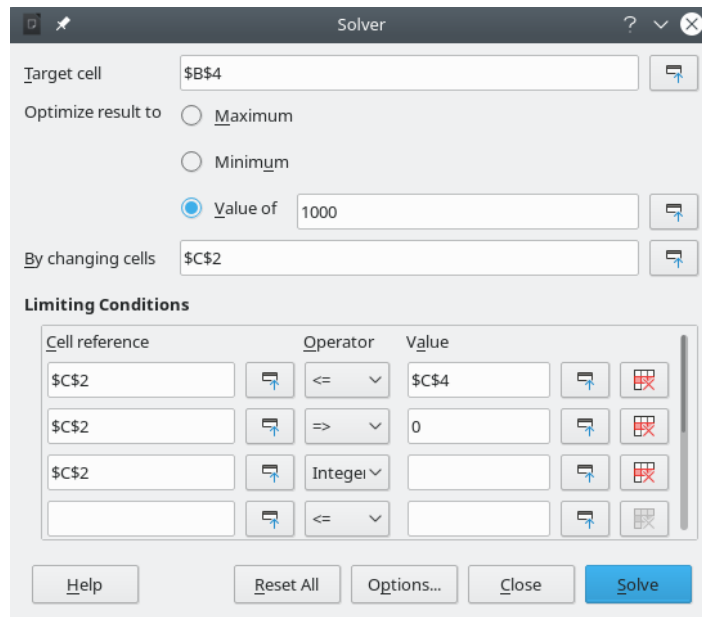 Solver
Target cell $B$4
Optimize result to Maximum
Minimum
Value of 1000
By changing cells $C$2
Limiting Conditions
Cell reference Operator Value
$C$2 <= $C$4
$C$2 => 0
$C$2 Integer
<=
Help Reset All Options... Close Solve